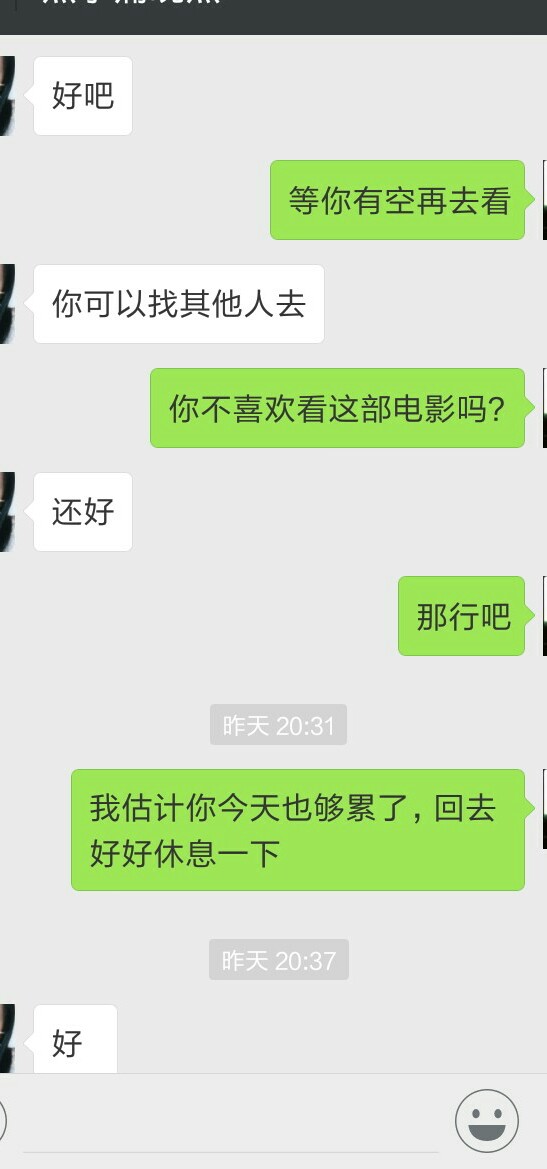 好吧
等你有空再去看
你可以找其他人去
你不喜欢看这部电影吗?
还好
那行吧
昨天 20:31
我估计你今天也够累了,回去
好好休息一下
昨天 20:37
好